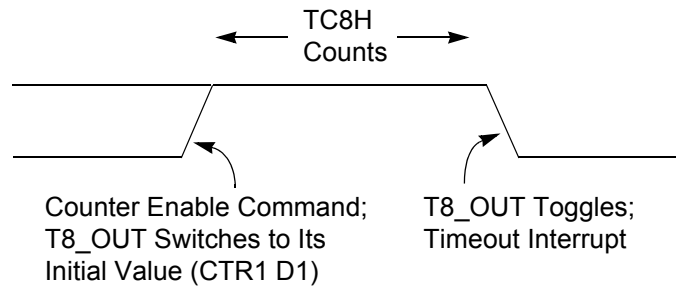 TC8H
Counts
Counter Enable Command;
T8_OUT Switches to Its
Initial Value (CTR1 D1)
T8_OUT Toggles;
Timeout Interrupt